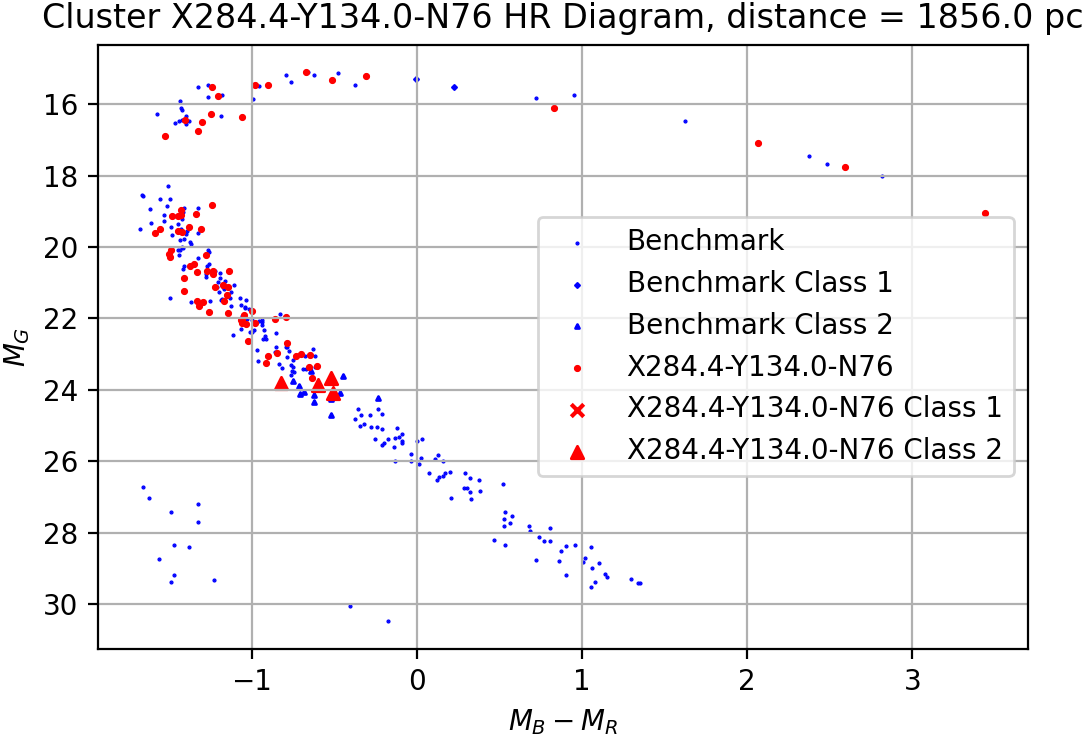 Cluster X284.4-Y134.0-N76 HR Diagram, distance = 1856.0 pc
16
18
20
22
24
26
28
30
M_G
Benchmark
Benchmark Class 1
Benchmark Class 2
X284.4-Y134.0-N76
X284.4-Y134.0-N76 Class 1
X284.4-Y134.0-N76 Class 2
−1 0 1 2 3
M_B − M_R